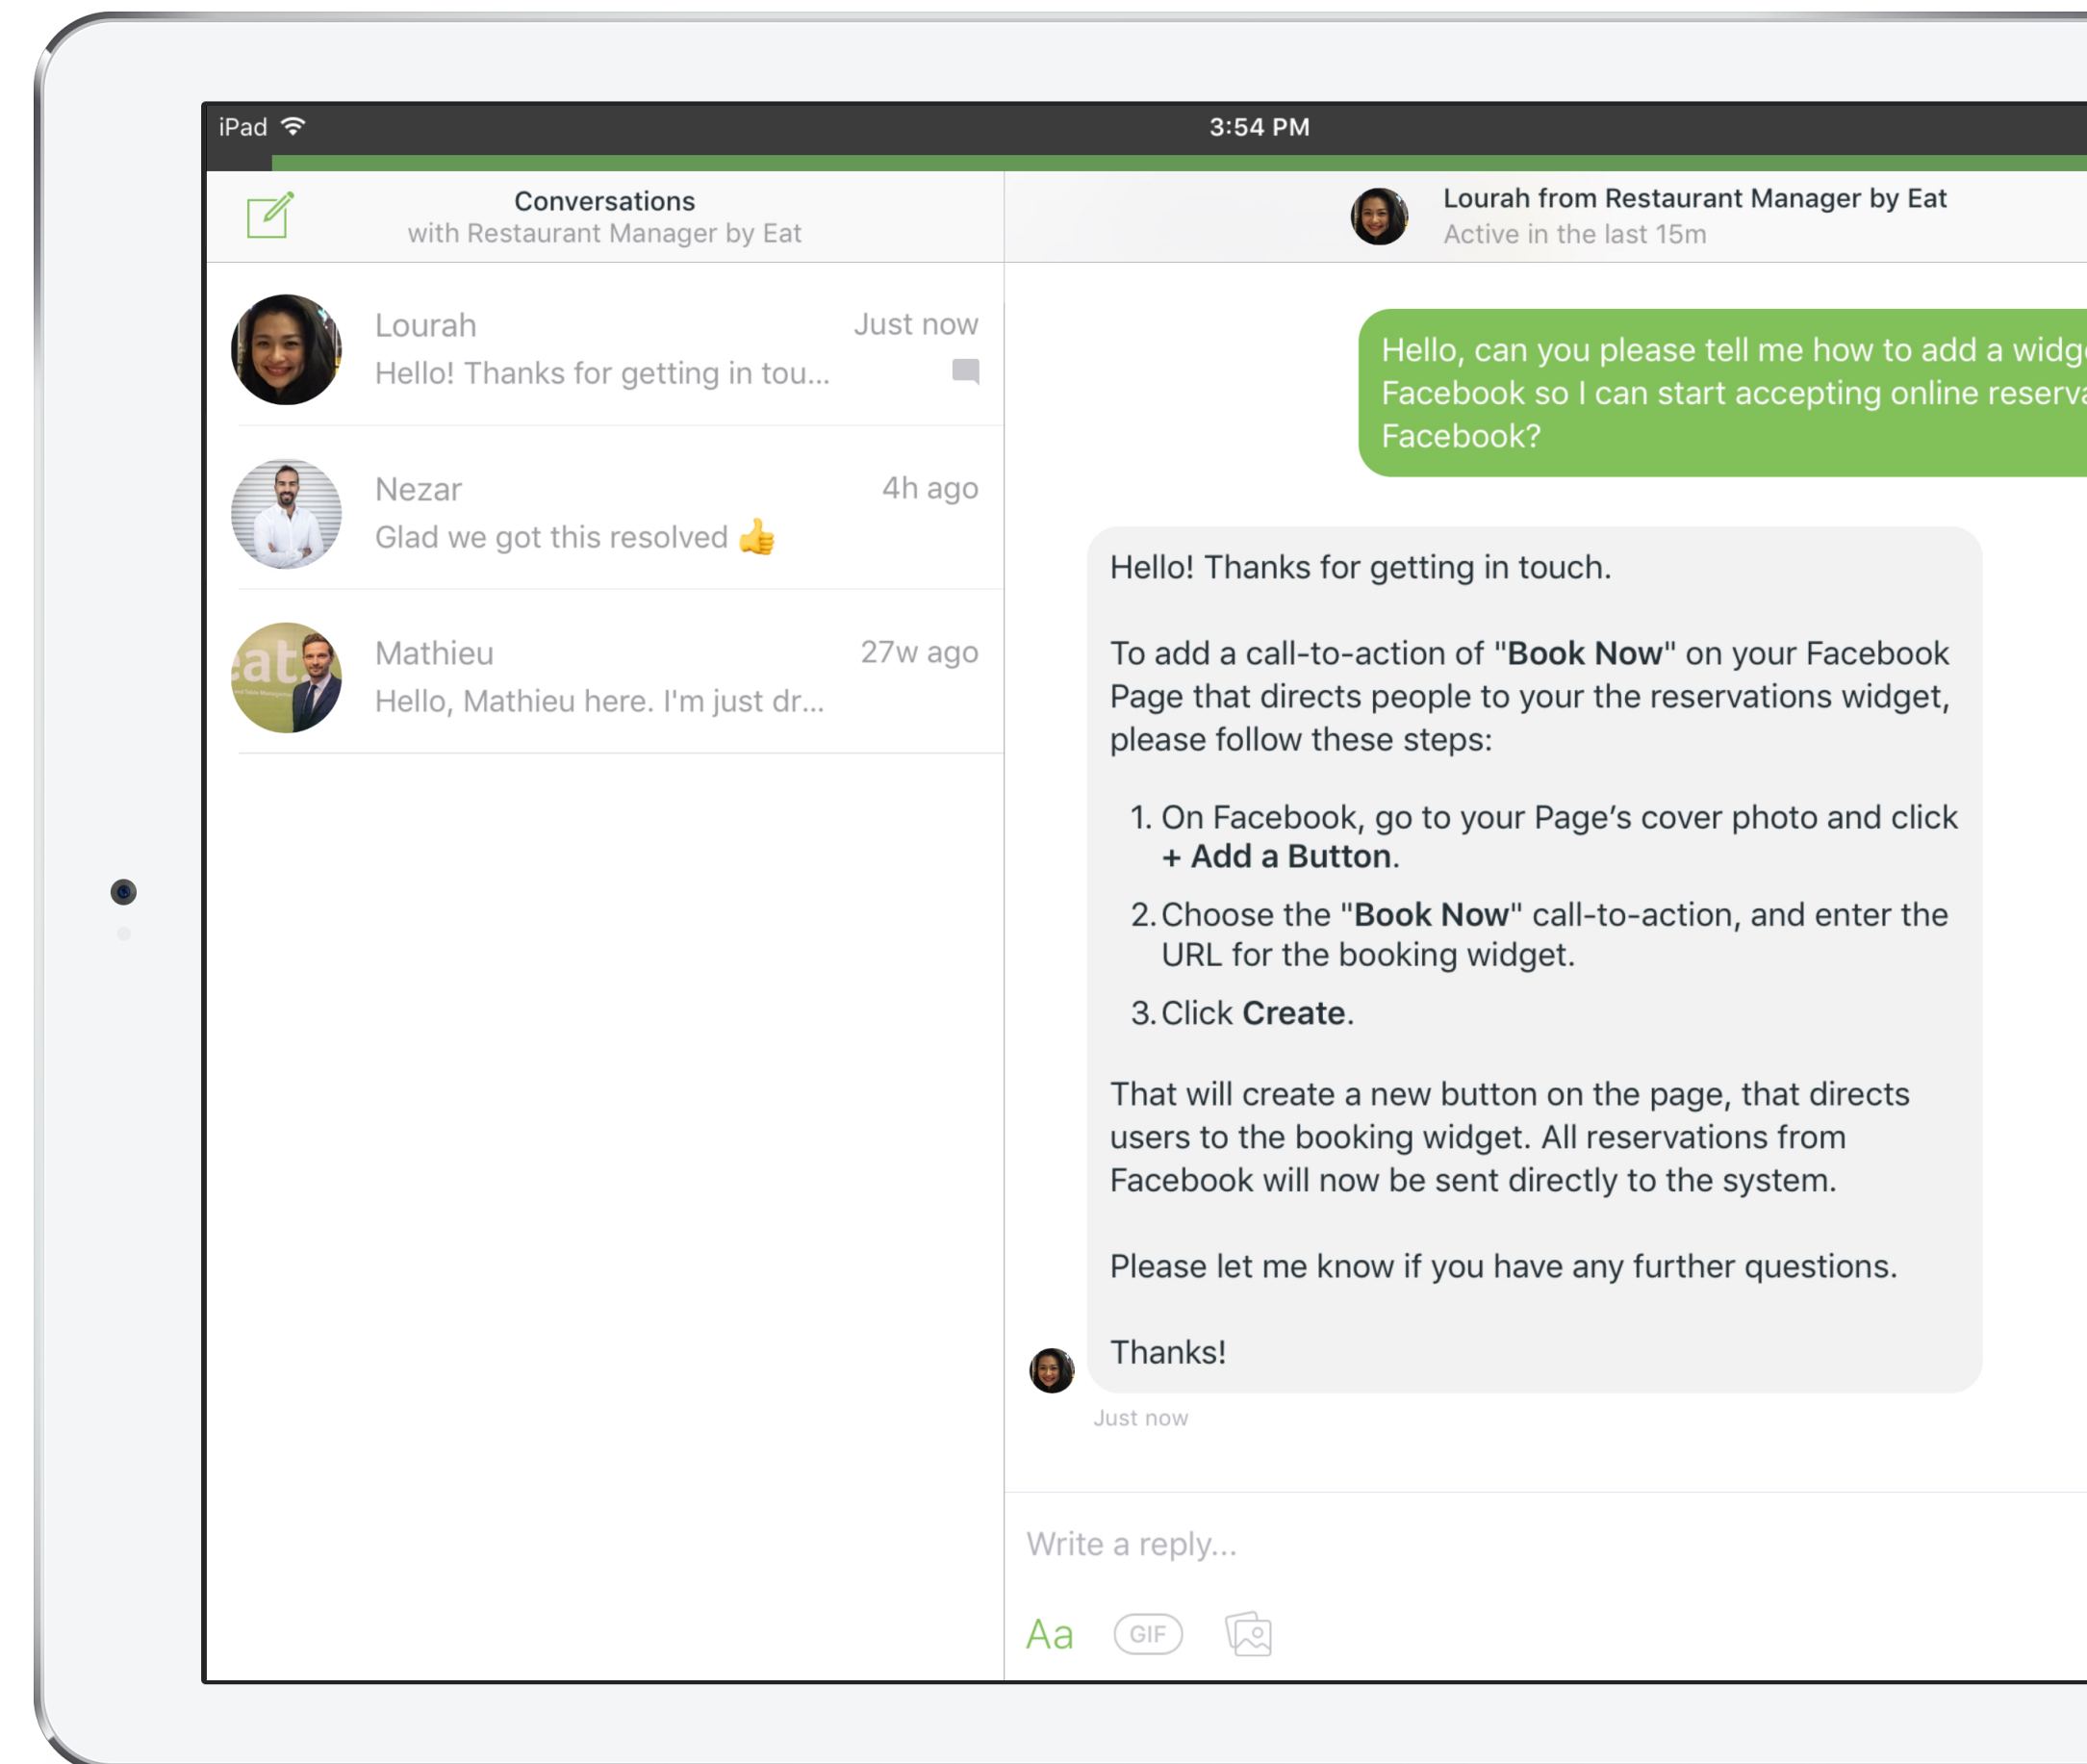 iPad
3:54 PM
Conversations
with Restaurant Manager by Eat
Lourah from Restaurant Manager by Eat
Active in the last 15m
Lourah
Just now
Hello! Thanks for getting in tou...
Nezar
4h ago
Glad we got this resolved 👍
eat.
Mathieu
27w ago
Hello, Mathieu here. I'm just dr...
Hello, can you please tell me how to add a
Facebook so I can start accepting online
Facebook?
Hello! Thanks for getting in touch.
To add a call-to-action of "Book Now" on your Facebook
Page that directs people to your the reservations widget,
please follow these steps:
1. On Facebook, go to your Page’s cover photo and click
+ Add a Button.
2. Choose the "Book Now" call-to-action, and enter the
URL for the booking widget.
3. Click Create.
That will create a new button on the page, that directs
users to the booking widget. All reservations from
Facebook will now be sent directly to the system.
Please let me know if you have any further questions.
Thanks!
Just now
Write a reply...
Aa
GIF